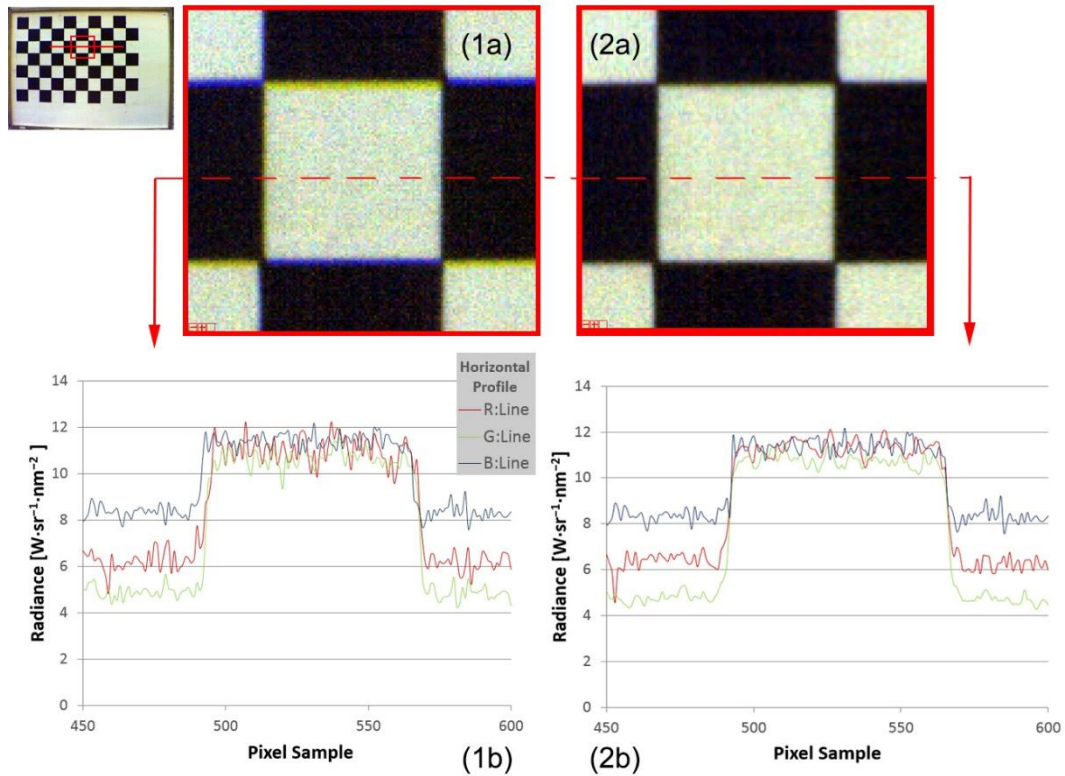 (1a)
(2a)
14
12
10
8
6
4
2
0
Radiance [W·sr⁻¹·nm⁻²]
450
500
550
600
Pixel Sample
(1b)
Horizontal
Profile
R:Line
G:Line
B:Line
14
12
10
8
6
4
2
0
Radiance [W·sr⁻¹·nm⁻²]
450
500
550
600
Pixel Sample
(2b)